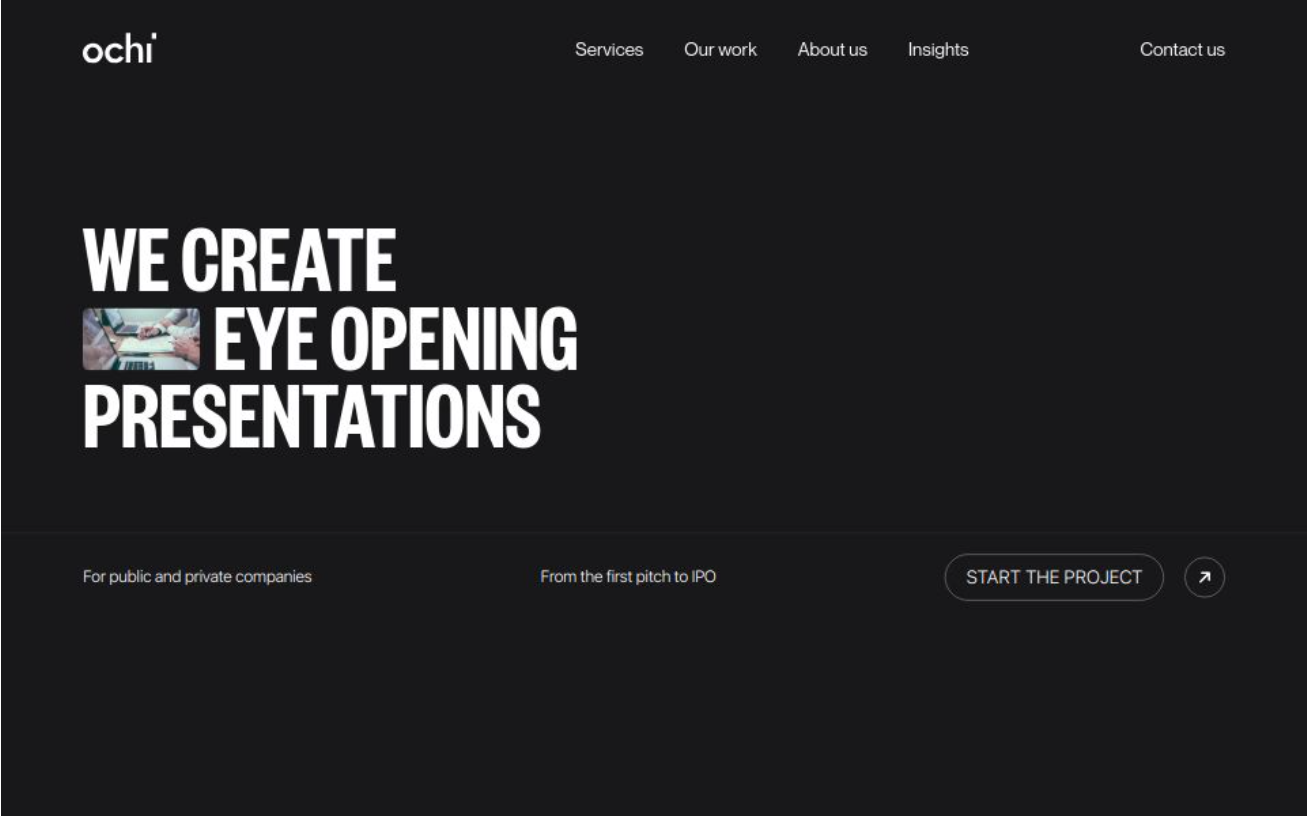 ochi
Services Our work About us Insights Contact us
WE CREATE
EYE OPENING
PRESENTATIONS
For public and private companies From the first pitch to IPO START THE PROJECT